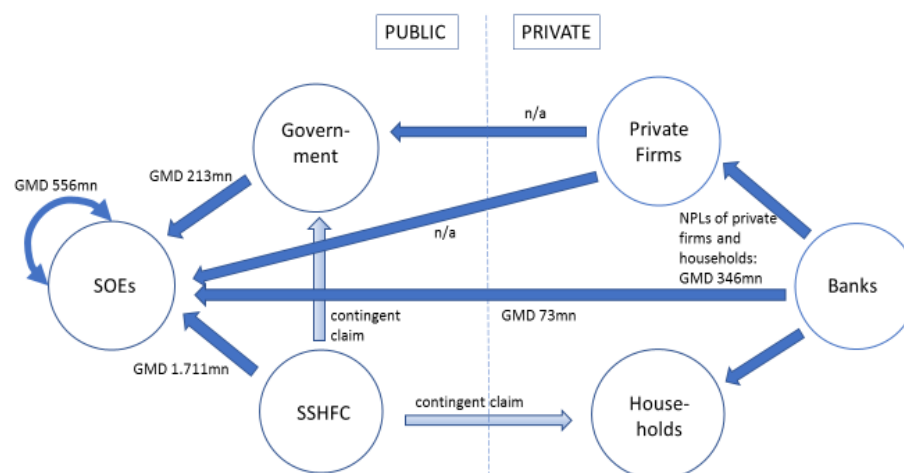 PUBLIC
PRIVATE
n/a
Govern-
ment
Private
Firms
GMD 556mn
GMD 213mn
NPLs of private
firms and
households:
GMD 346mn
n/a
SOEs
Banks
contingent
claim
GMD 73mn
GMD 1.711mn
contingent claim
SSHFC
House-
holds